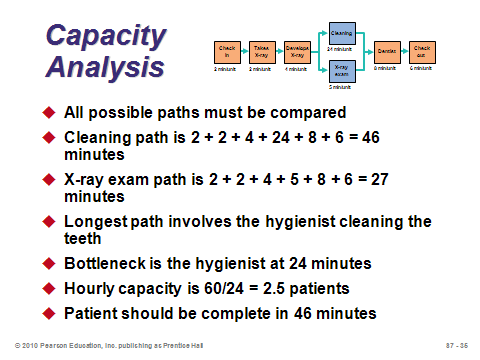 Capacity
Analysis
Cleaning
Check
in
Takes
X-ray
Develops
X-ray
24 min/unit
Dentist
Check
out
2 min/unit
2 min/unit
4 min/unit
X-ray
exam
8 min/unit
6 min/unit
5 min/unit
All possible paths must be compared
Cleaning path is 2 + 2 + 4 + 24 + 8 + 6 = 46
minutes
X-ray exam path is 2 + 2 + 4 + 5 + 8 + 6 = 27
minutes
Longest path involves the hygienist cleaning the
teeth
Bottleneck is the hygienist at 24 minutes
Hourly capacity is 60/24 = 2.5 patients
Patient should be complete in 46 minutes
© 2010 Pearson Education, Inc. publishing as Prentice Hall
S7 - 35